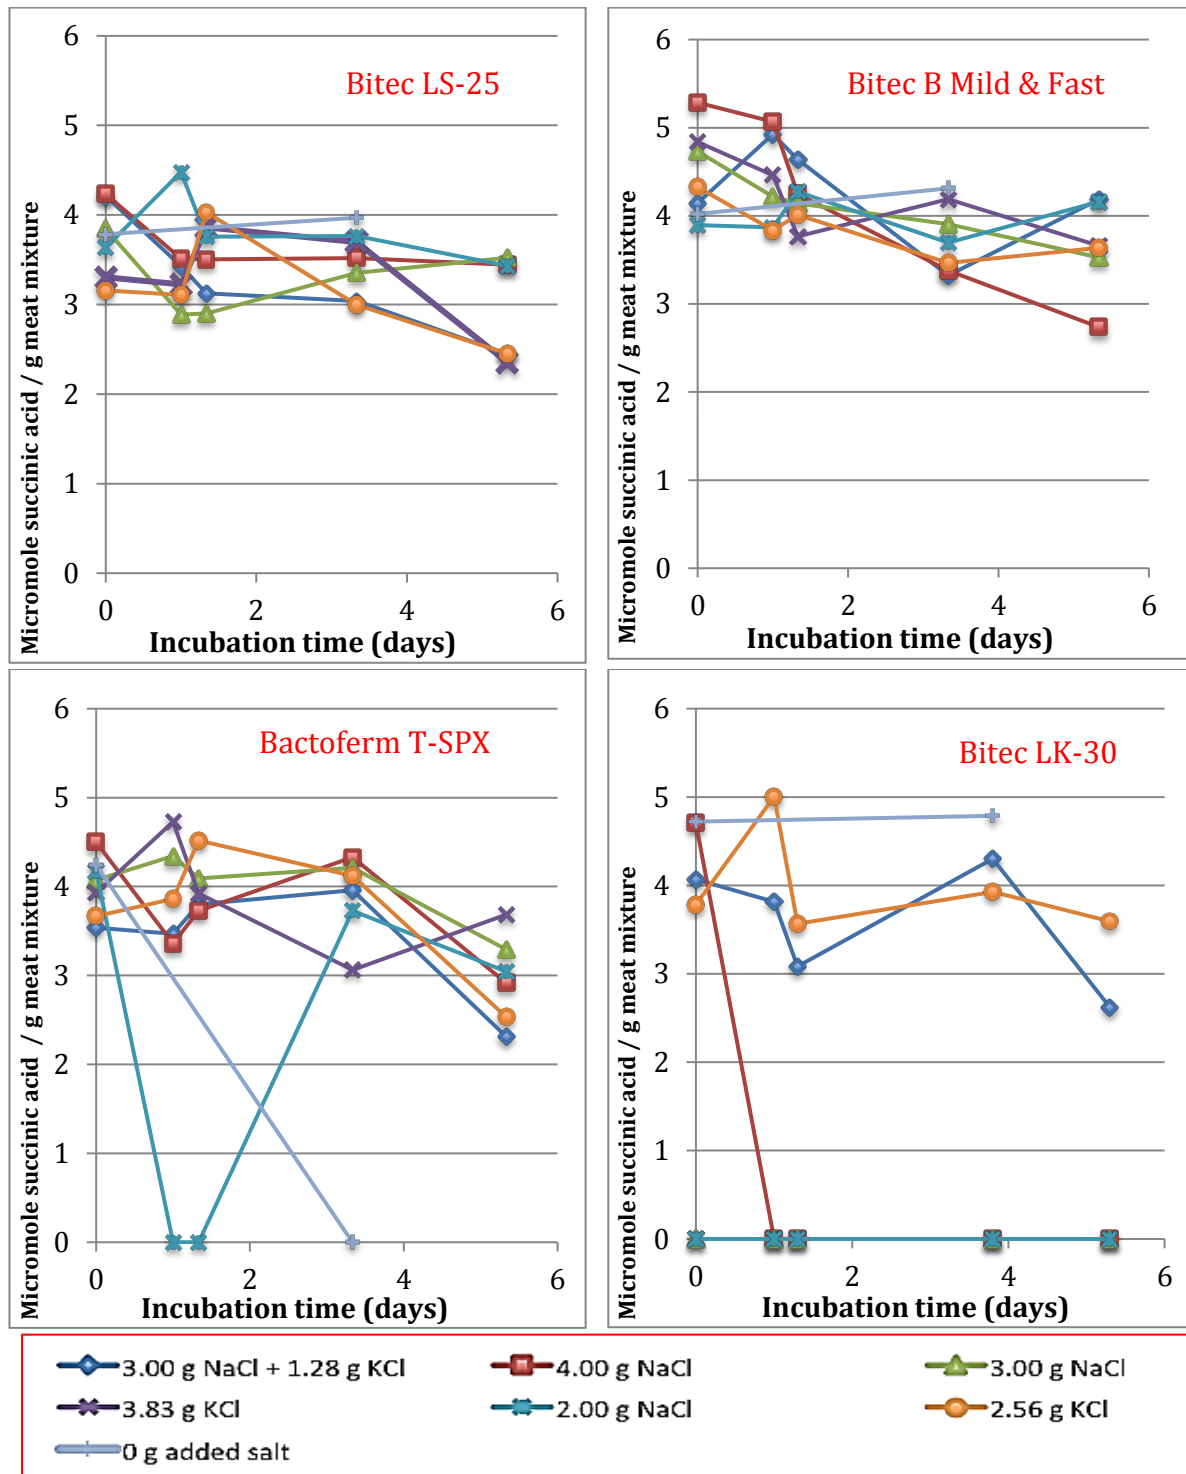 Bitec LS-25
Micromole succinic acid / g meat mixture
6
5
4
3
2
1
0
0 2 4 6
Incubation time (days)
Bitec B Mild & Fast
Micromole succinic acid / g meat mixture
6
5
4
3
2
1
0
0 2 4 6
Incubation time (days)
Bactoferm T-SPX
Micromole succinic acid / g meat mixture
6
5
4
3
2
1
0
0 2 4 6
Incubation time (days)
Bitec LK-30
Micromole succinic acid / g meat mixture
6
5
4
3
2
1
0
0 2 4 6
Incubation time (days)
3.00 g NaCl + 1.28 g KCl 4.00 g NaCl 3.00 g NaCl
3.83 g KCl 2.00 g NaCl 2.56 g KCl
0 g added salt